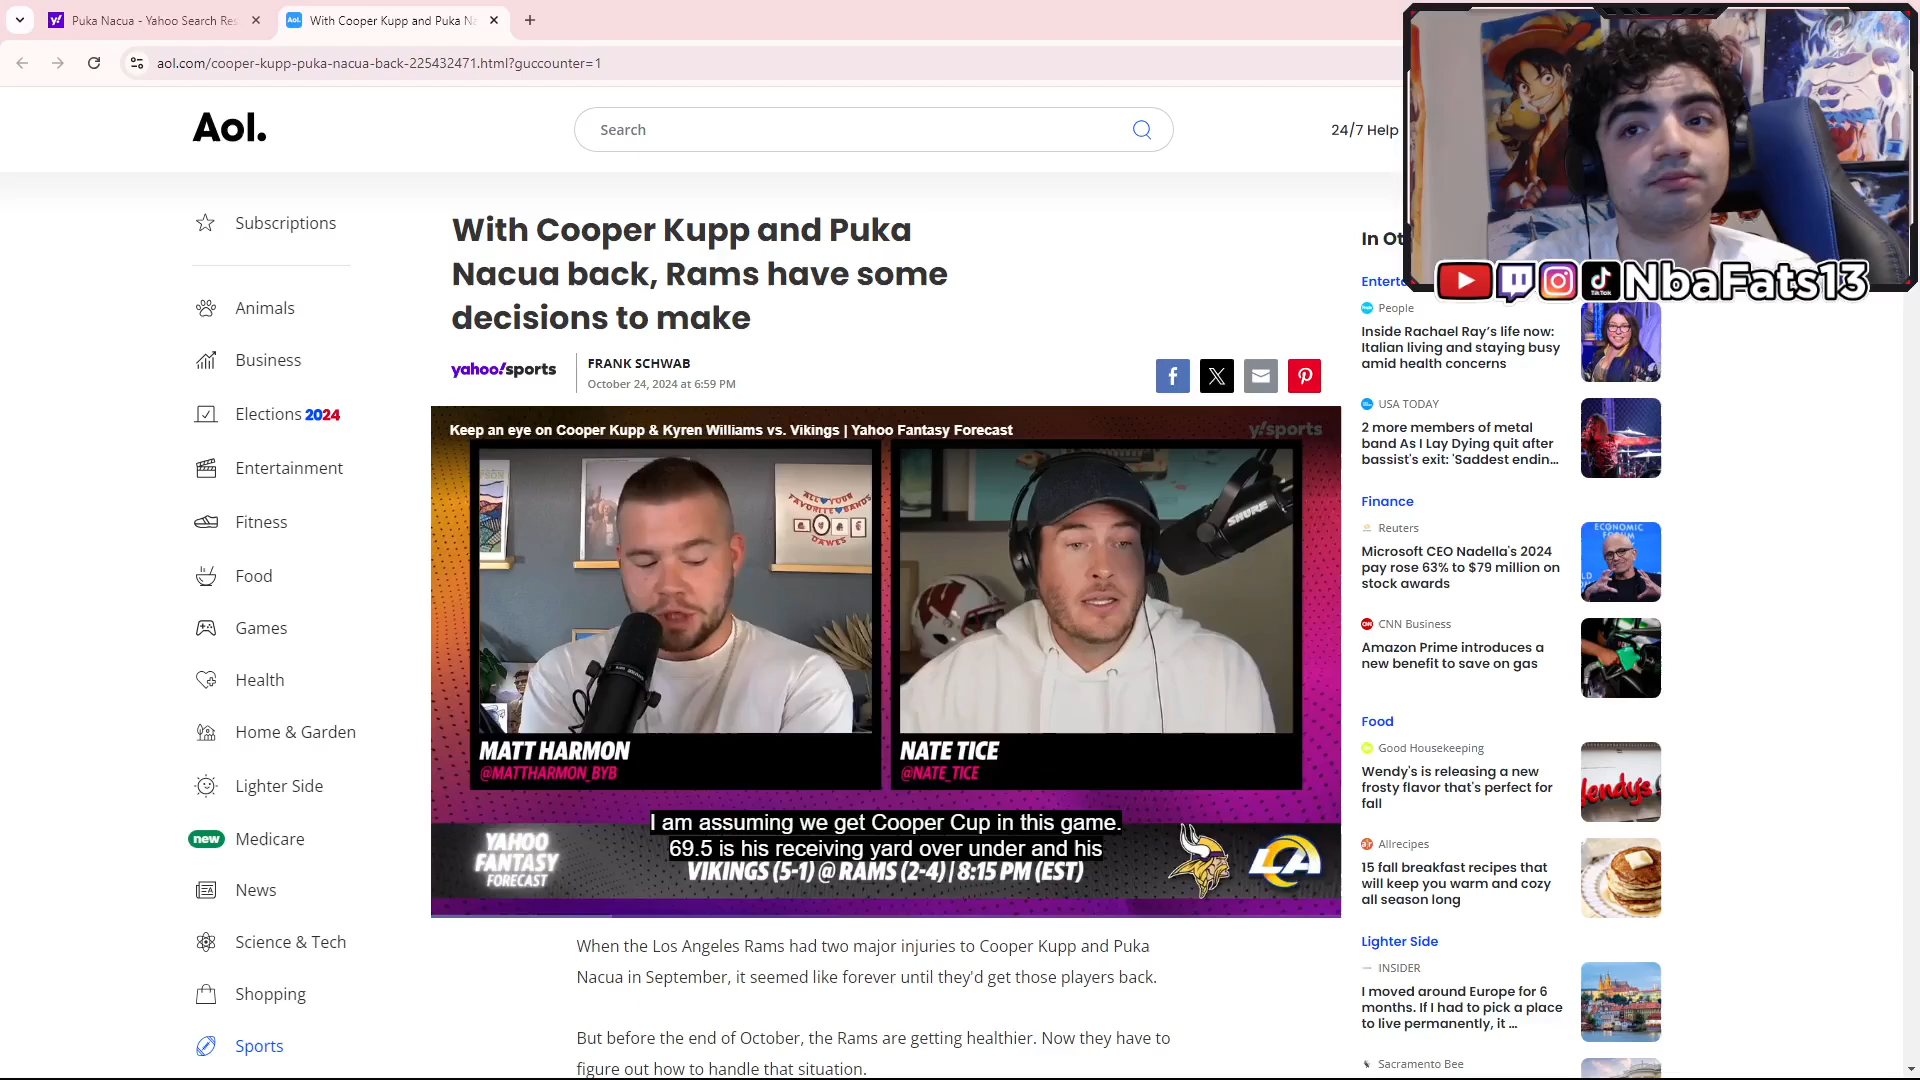 Puka Nacua - Yahoo Search Res
Aol.
With Cooper Kupp and Puka Na
aol.com/cooper-kupp-puka-nacua-back-225432471.html?guccounter=1
Aol.
Search
24/7 Help
NbaFats13
Subscriptions
Animals
Business
Elections 2024
Entertainment
Fitness
Food
Games
Health
Home & Garden
Lighter Side
new
Medicare
News
Science & Tech
Shopping
Sports
With Cooper Kupp and Puka
Nacua back, Rams have some
decisions to make
yahoo!sports
FRANK SCHWAB
October 24, 2024 at 6:59 PM
Keep an eye on Cooper Kupp & Kyren Williams vs. Vikings | Yahoo Fantasy Forecast
y!sports
ALL YOUR
FAVORITE BANDS
DAWES
SHURE
MATT HARMON
@MATTHARMON_BYB
NATE TICE
@NATE_TICE
I am assuming we get Cooper Cup in this game.
69.5 is his receiving yard over under and his
YAHOO
FANTASY
FORECAST
VIKINGS (5-1) @ RAMS (2-4) | 8:15 PM (EST)
LA
When the Los Angeles Rams had two major injuries to Cooper Kupp and Puka
Nacua in September, it seemed like forever until they'd get those players back.
But before the end of October, the Rams are getting healthier. Now they have to
figure out how to handle that situation.
In Ot
Enterta
People
Inside Rachael Ray’s life now:
Italian living and staying busy
amid health concerns
USA TODAY
2 more members of metal
band As I Lay Dying quit after
bassist's exit: 'Saddest endin...
Finance
Reuters
Microsoft CEO Nadella's 2024
pay rose 63% to $79 million on
stock awards
ECONOMIC
FORUM
CNN Business
Amazon Prime introduces a
new benefit to save on gas
Food
Good Housekeeping
Wendy's is releasing a new
frosty flavor that's perfect for
fall
Allrecipes
15 fall breakfast recipes that
will keep you warm and cozy
all season long
Lighter Side
INSIDER
I moved around Europe for 6
months. If I had to pick a place
to live permanently, it ...
Sacramento Bee